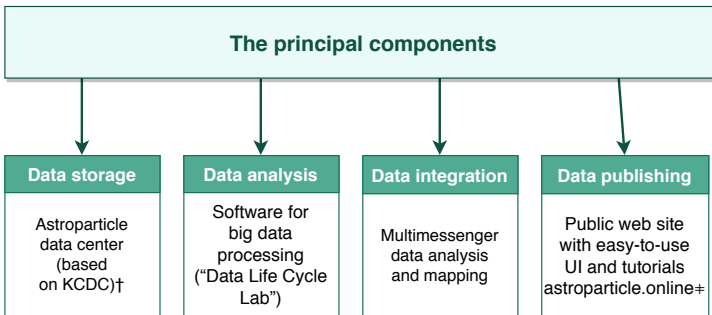 The principal components
Data storage
Astroparticle
data center
(based
on KCDC)†
Data analysis
Software for
big data
processing
(“Data Life Cycle
Lab”)
Data integration
Multimessenger
data analysis
and mapping
Data publishing
Public web site
with easy-to-use
UI and tutorials
astroparticle.online‡